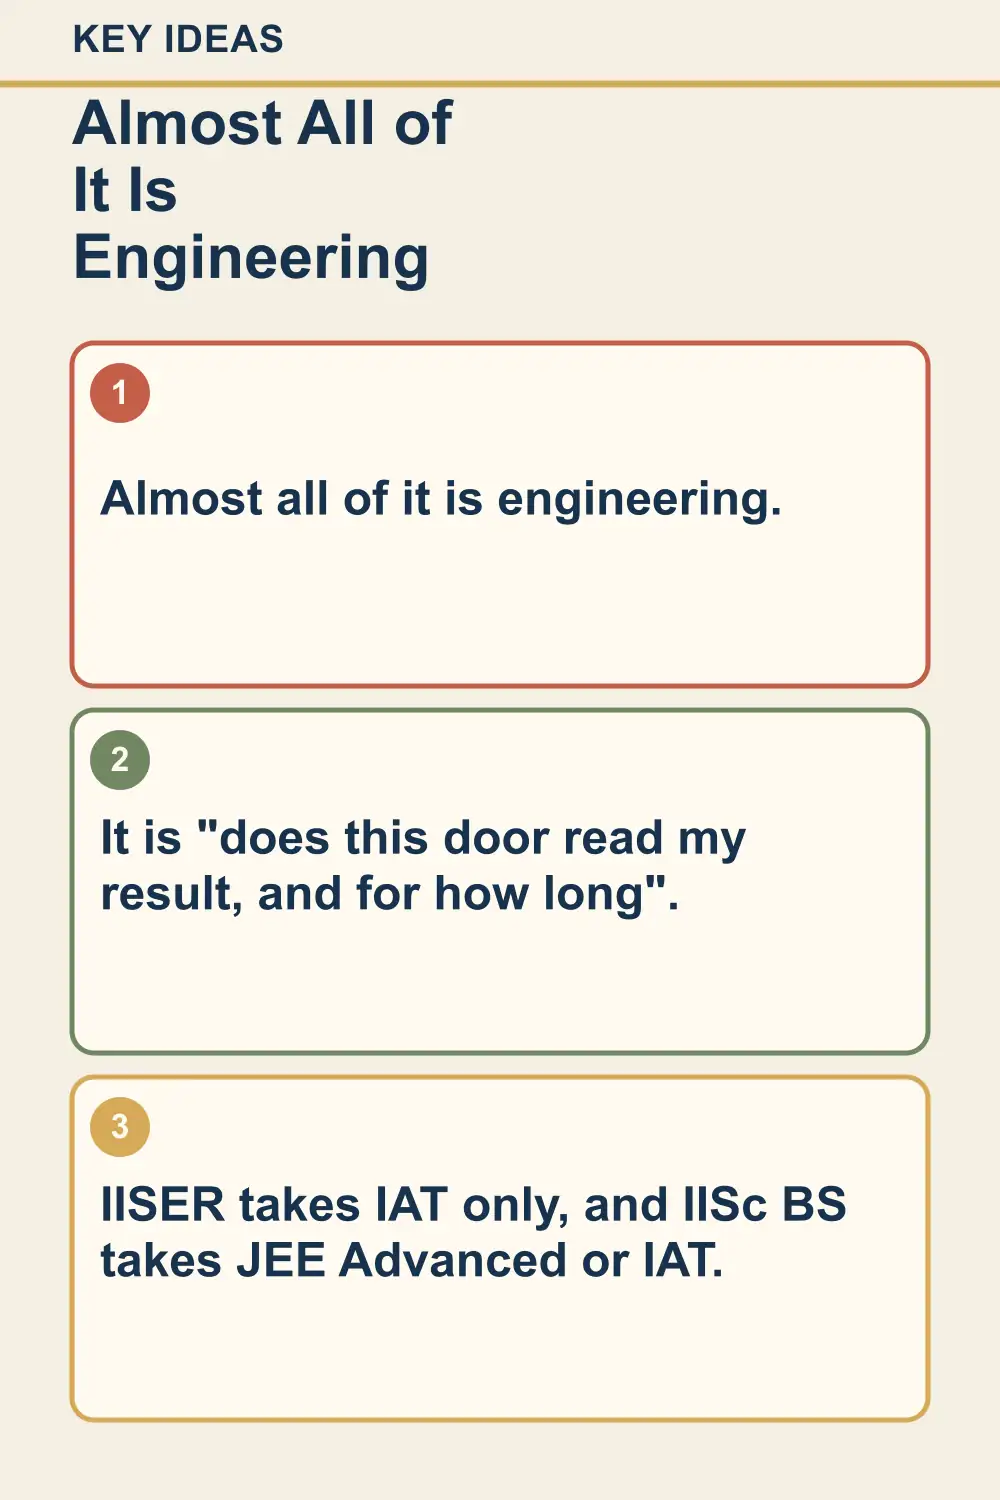 KEY IDEAS
Almost All of
It Is
Engineering
1
Almost all of it is engineering.
2
It is "does this door read my
result, and for how long".
3
IISER takes IAT only, and IISc BS
takes JEE Advanced or IAT.